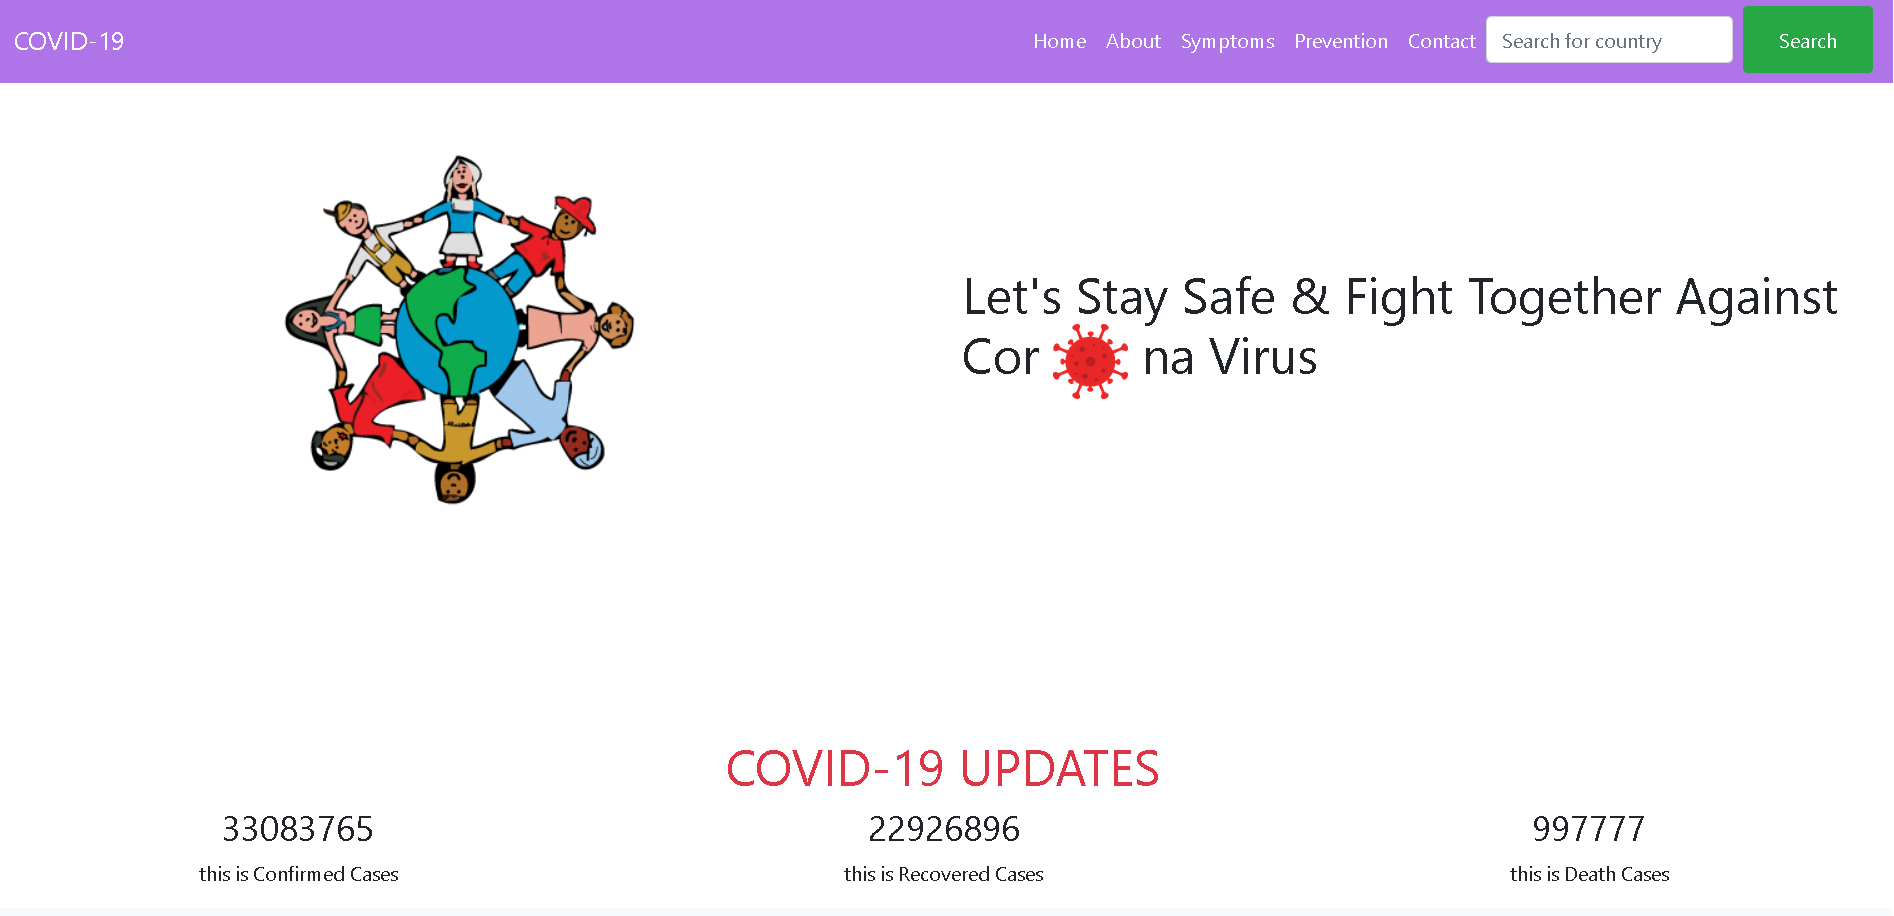 COVID-19
Home About Symptoms Prevention Contact Search for country Search
Let's Stay Safe & Fight Together Against
Cor na Virus
COVID-19 UPDATES
33083765 22926896 997777
this is Confirmed Cases this is Recovered Cases this is Death Cases